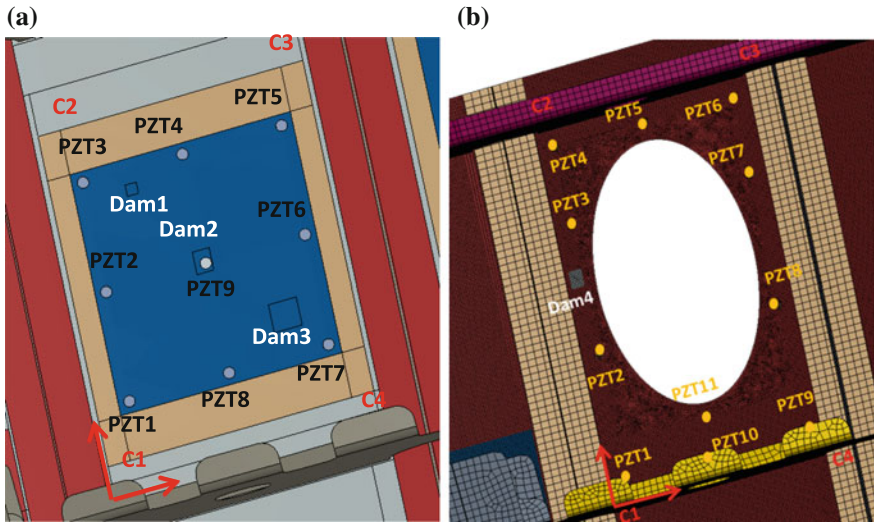 (a)
C3
C2
PZT5
PZT4
PZT3
Dam1
PZT6
Dam2
PZT2
PZT9
Dam3
PZT7
PZT8
PZT1
C4
C1
(b)
C3
C2
PZT6
PZT5
PZT4
PZT7
PZT3
PZT8
Dam4
PZT2
PZT11
PZT9
PZT10
PZT1
C4
C1